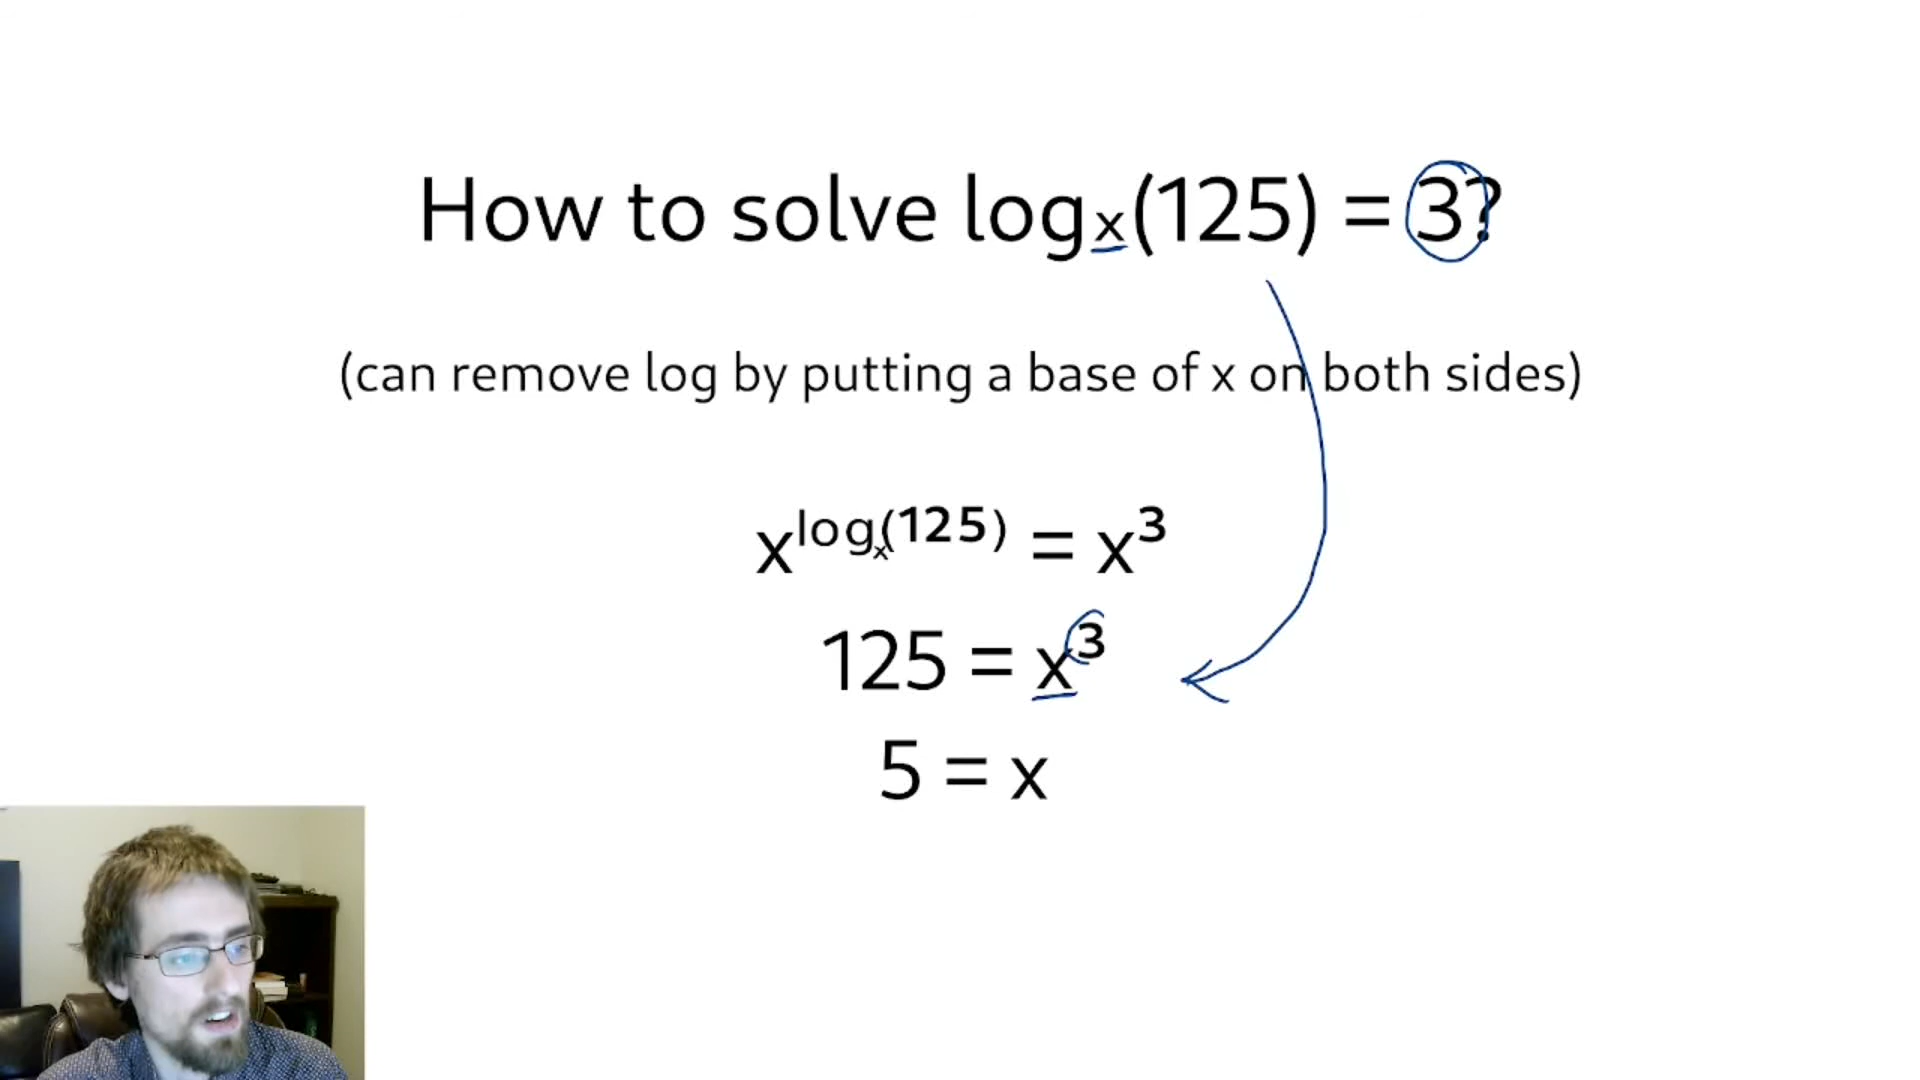 How to solve logₓ(125) = 3?
(can remove log by putting a base of x on both sides)
x^logₓ(125) = x³
125 = x³
5 = x